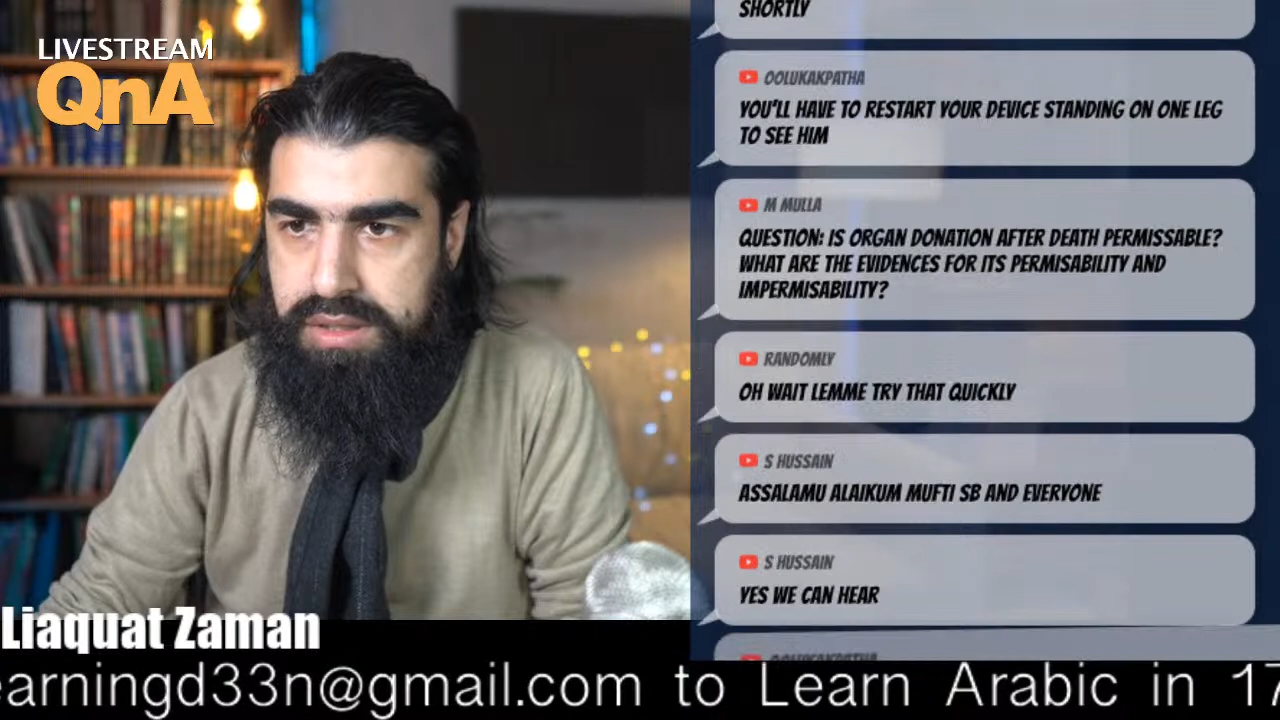 LIVESTREAM
QnA
SHORTLY
OOLUKAKPATHA
YOU'LL HAVE TO RESTART YOUR DEVICE STANDING ON ONE LEG
TO SEE HIM
M MULLA
QUESTION: IS ORGAN DONATION AFTER DEATH PERMISSABLE?
WHAT ARE THE EVIDENCES FOR ITS PERMISABILITY AND
IMPERMISABILITY?
RANDOMLY
OH WAIT LEMME TRY THAT QUICKLY
S HUSSAIN
ASSALAMU ALAIKUM MUFTI SB AND EVERYONE
S HUSSAIN
YES WE CAN HEAR
OOLUKAKPATHA
Liaquat Zaman
earningd33n@gmail.com to Learn Arabic in 17